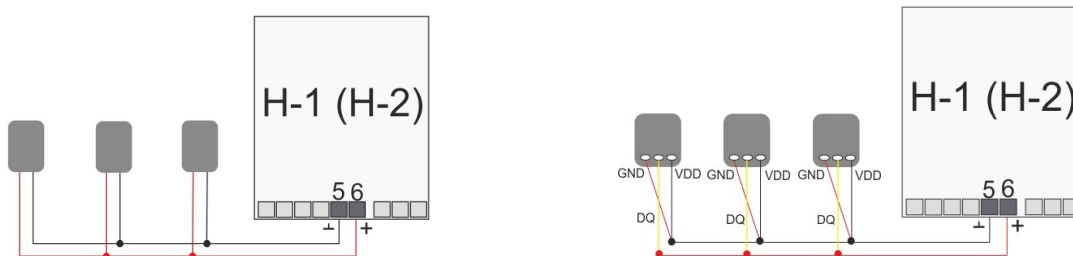 H-1 (H-2)
5 6
⊥ +
H-1 (H-2)
GND VDD GND VDD GND VDD
DQ DQ DQ
5 6
⊥ +